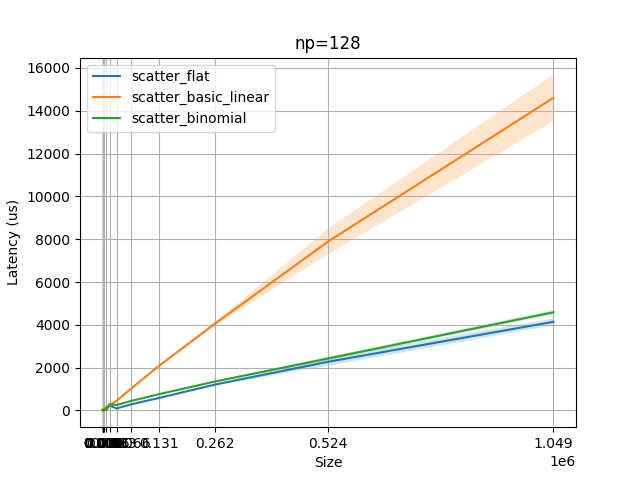 np=128
scatter_flat
scatter_basic_linear
scatter_binomial
Latency (us)
16000
14000
12000
10000
8000
6000
4000
2000
0
0.131 0.262 0.524 1.049
1e6
Size